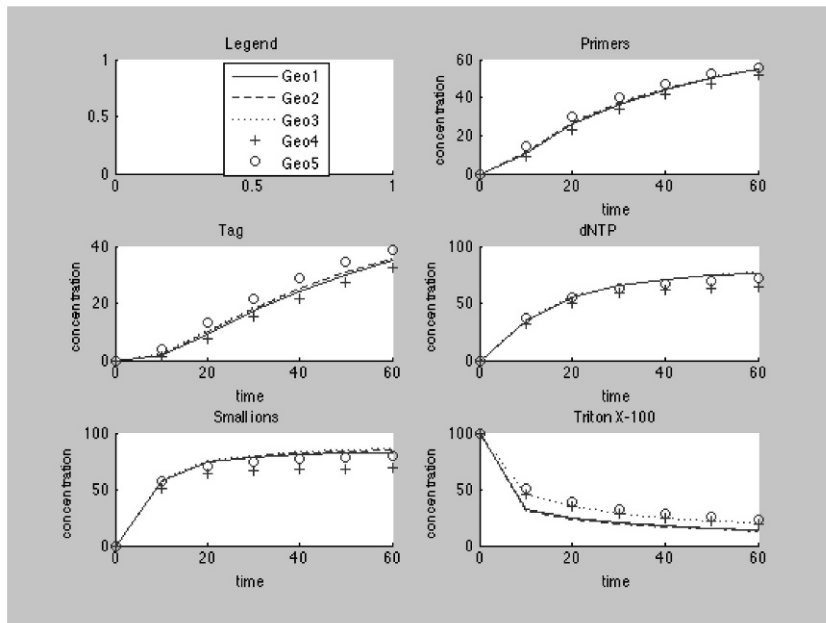 Legend
1
0.5
0
0
0.5
1
Geo1
Geo2
Geo3
Geo4
Geo5
Primers
60
40
20
0
0
20
40
60
concentration
time
Tag
40
20
0
0
20
40
60
concentration
time
dNTP
100
50
0
0
20
40
60
concentration
time
Small ions
100
50
0
0
20
40
60
concentration
time
Triton X-100
100
50
0
0
20
40
60
concentration
time